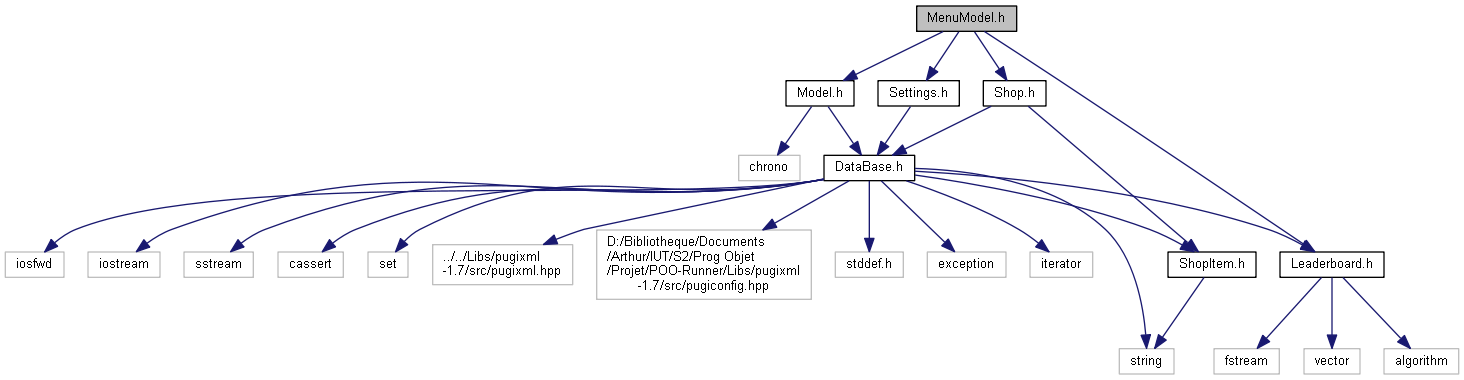 MenuModel.h
Model.h
Settings.h
Shop.h
chrono
DataBase.h
iosfwd
iostream
sstream
cassert
set
../../Libs/pugixml
-1.7/src/pugixml.hpp
D:/Bibliotheque/Documents
/Arthur/IUT/S2/Prog Objet
/Projet/POO-Runner/Libs/pugixml
-1.7/src/pugiconfig.hpp
stddef.h
exception
iterator
ShopItem.h
Leaderboard.h
string
fstream
vector
algorithm